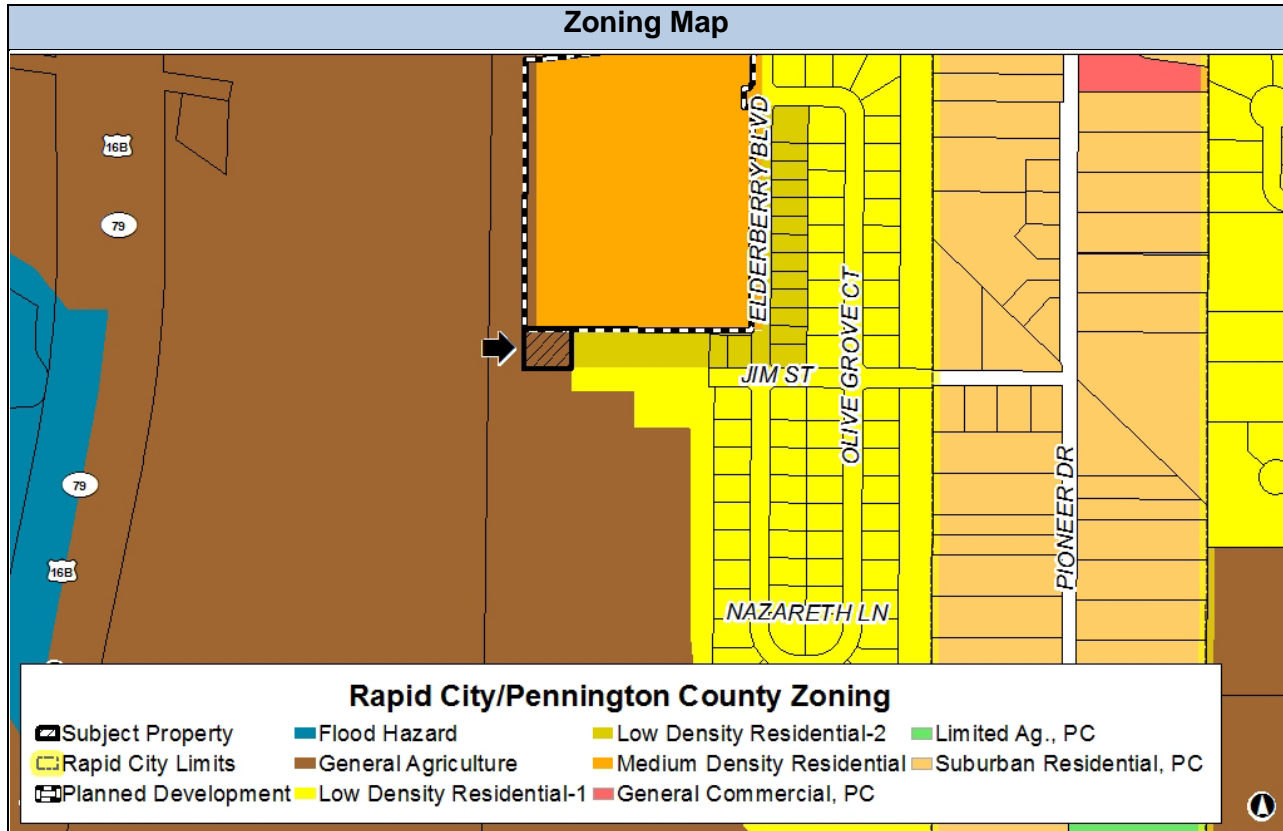 Zoning Map
16B
79
ELDERBERRY BLVD
OLIVE GROVE CT
JIM ST
79
PIONEER DR
16B
NAZARETH LN
Rapid City/Pennington County Zoning
Subject Property
Flood Hazard
Low Density Residential-2
Limited Ag., PC
Rapid City Limits
General Agriculture
Medium Density Residential
Suburban Residential, PC
Planned Development
Low Density Residential-1
General Commercial, PC